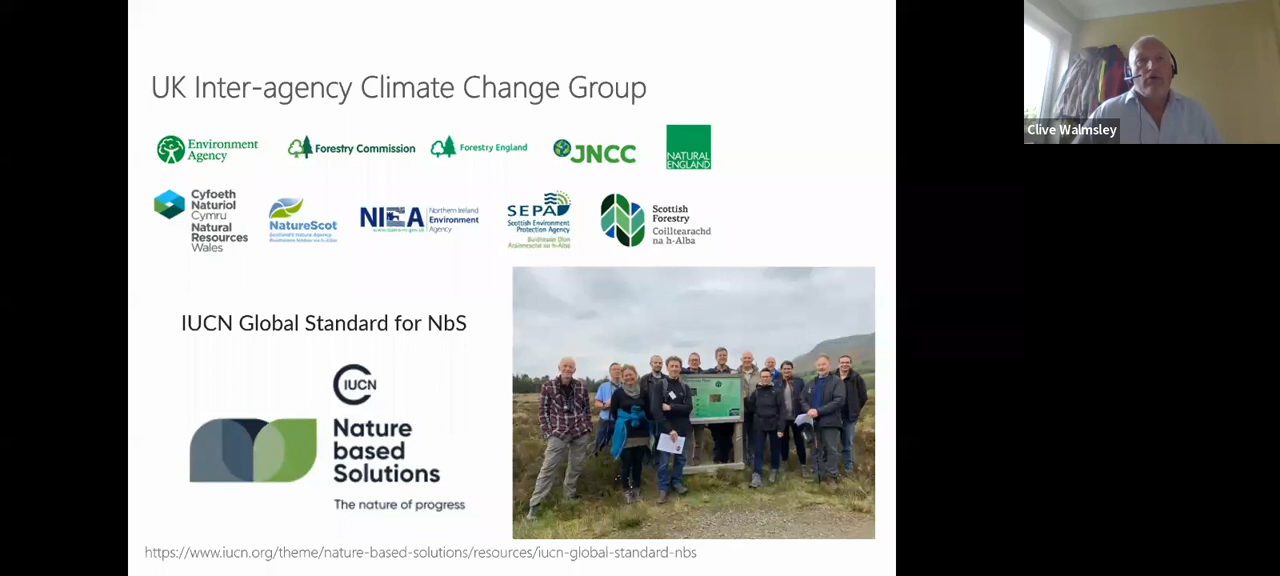 UK Inter-agency Climate Change Group
Clive Walmsley
Environment
Agency
Forestry Commission
Forestry England
JNCC
NATURAL
ENGLAND
Cyfoeth
Naturiol
Cymru
Natural
Resources
Wales
NatureScot
NIEA
Northern Ireland
Environment
Agency
SEPA
Scottish Environment
Protection Agency
Scottish
Forestry
Coilltearachd
na h-Alba
IUCN Global Standard for NbS
IUCN
Nature
based
Solutions
The nature of progress
https://www.iucn.org/theme/nature-based-solutions/resources/iucn-global-standard-nbs